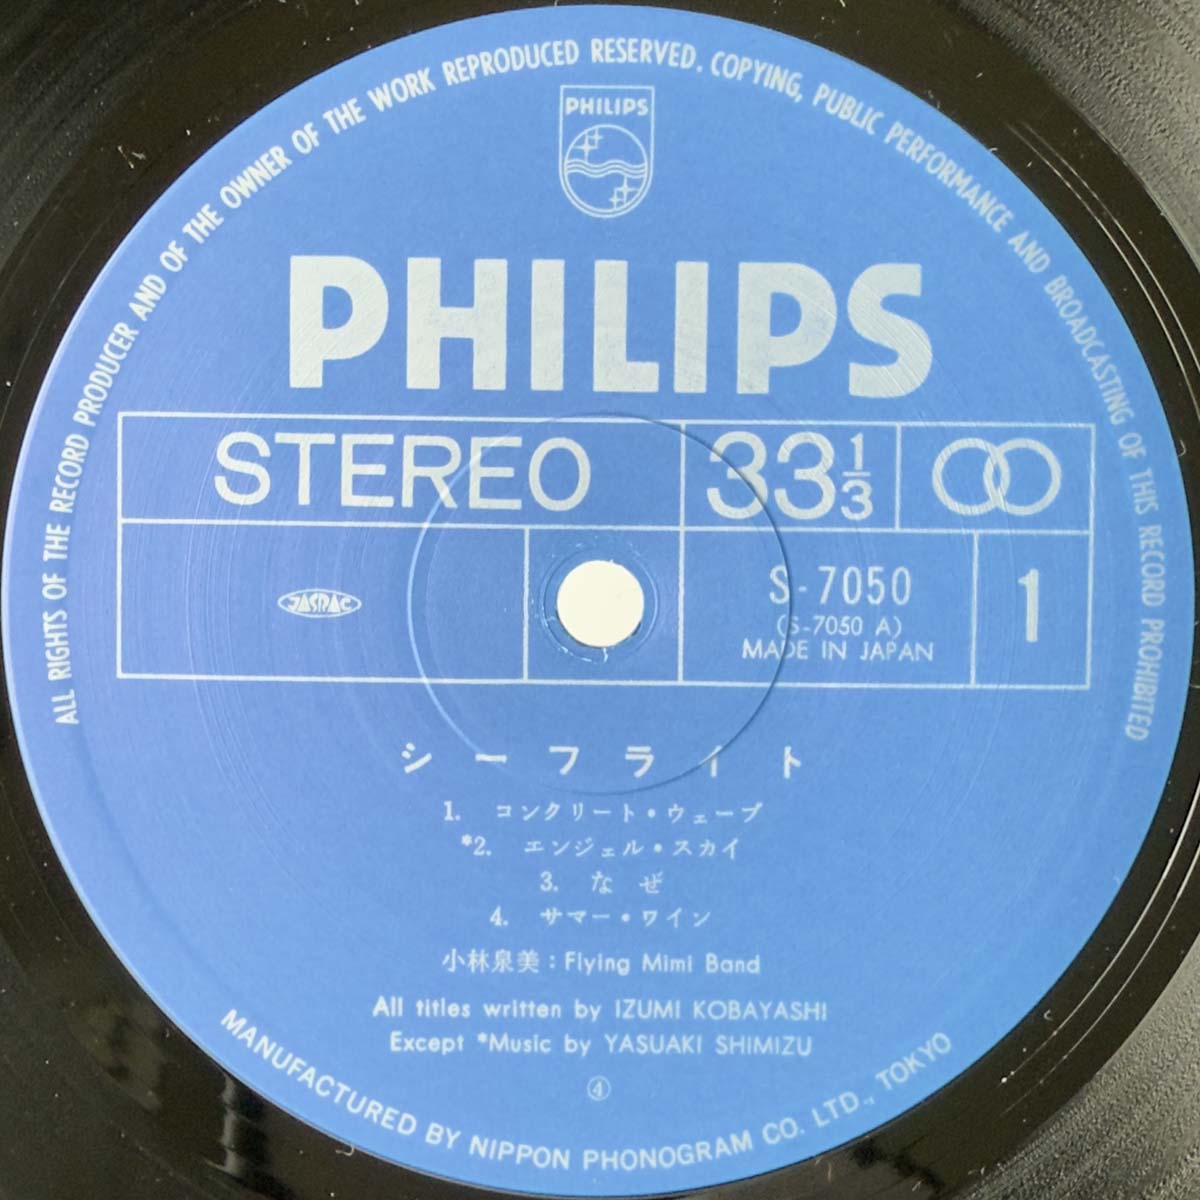 ALL RIGHTS OF THE RECORD PRODUCER AND OF THE OWNER OF THE WORK REPRODUCED RESERVED. COPYING, PUBLIC PERFORMANCE AND BROADCASTING OF THIS RECORD PROHIBITED
PHILIPS
PHILIPS
STEREO
33 1/3
JASRAC
S-7050
(S-7050 A)
MADE IN JAPAN
1
シーフライト
1. コンクリート・ウェーブ
*2. エンジェル・スカイ
3. なぜ
4. サマー・ワイン
小林泉美:Flying Mimi Band
All titles written by IZUMI KOBAYASHI
Except *Music by YASUAKI SHIMIZU
④
MANUFACTURED BY NIPPON PHONOGRAM CO. LTD., TOKYO